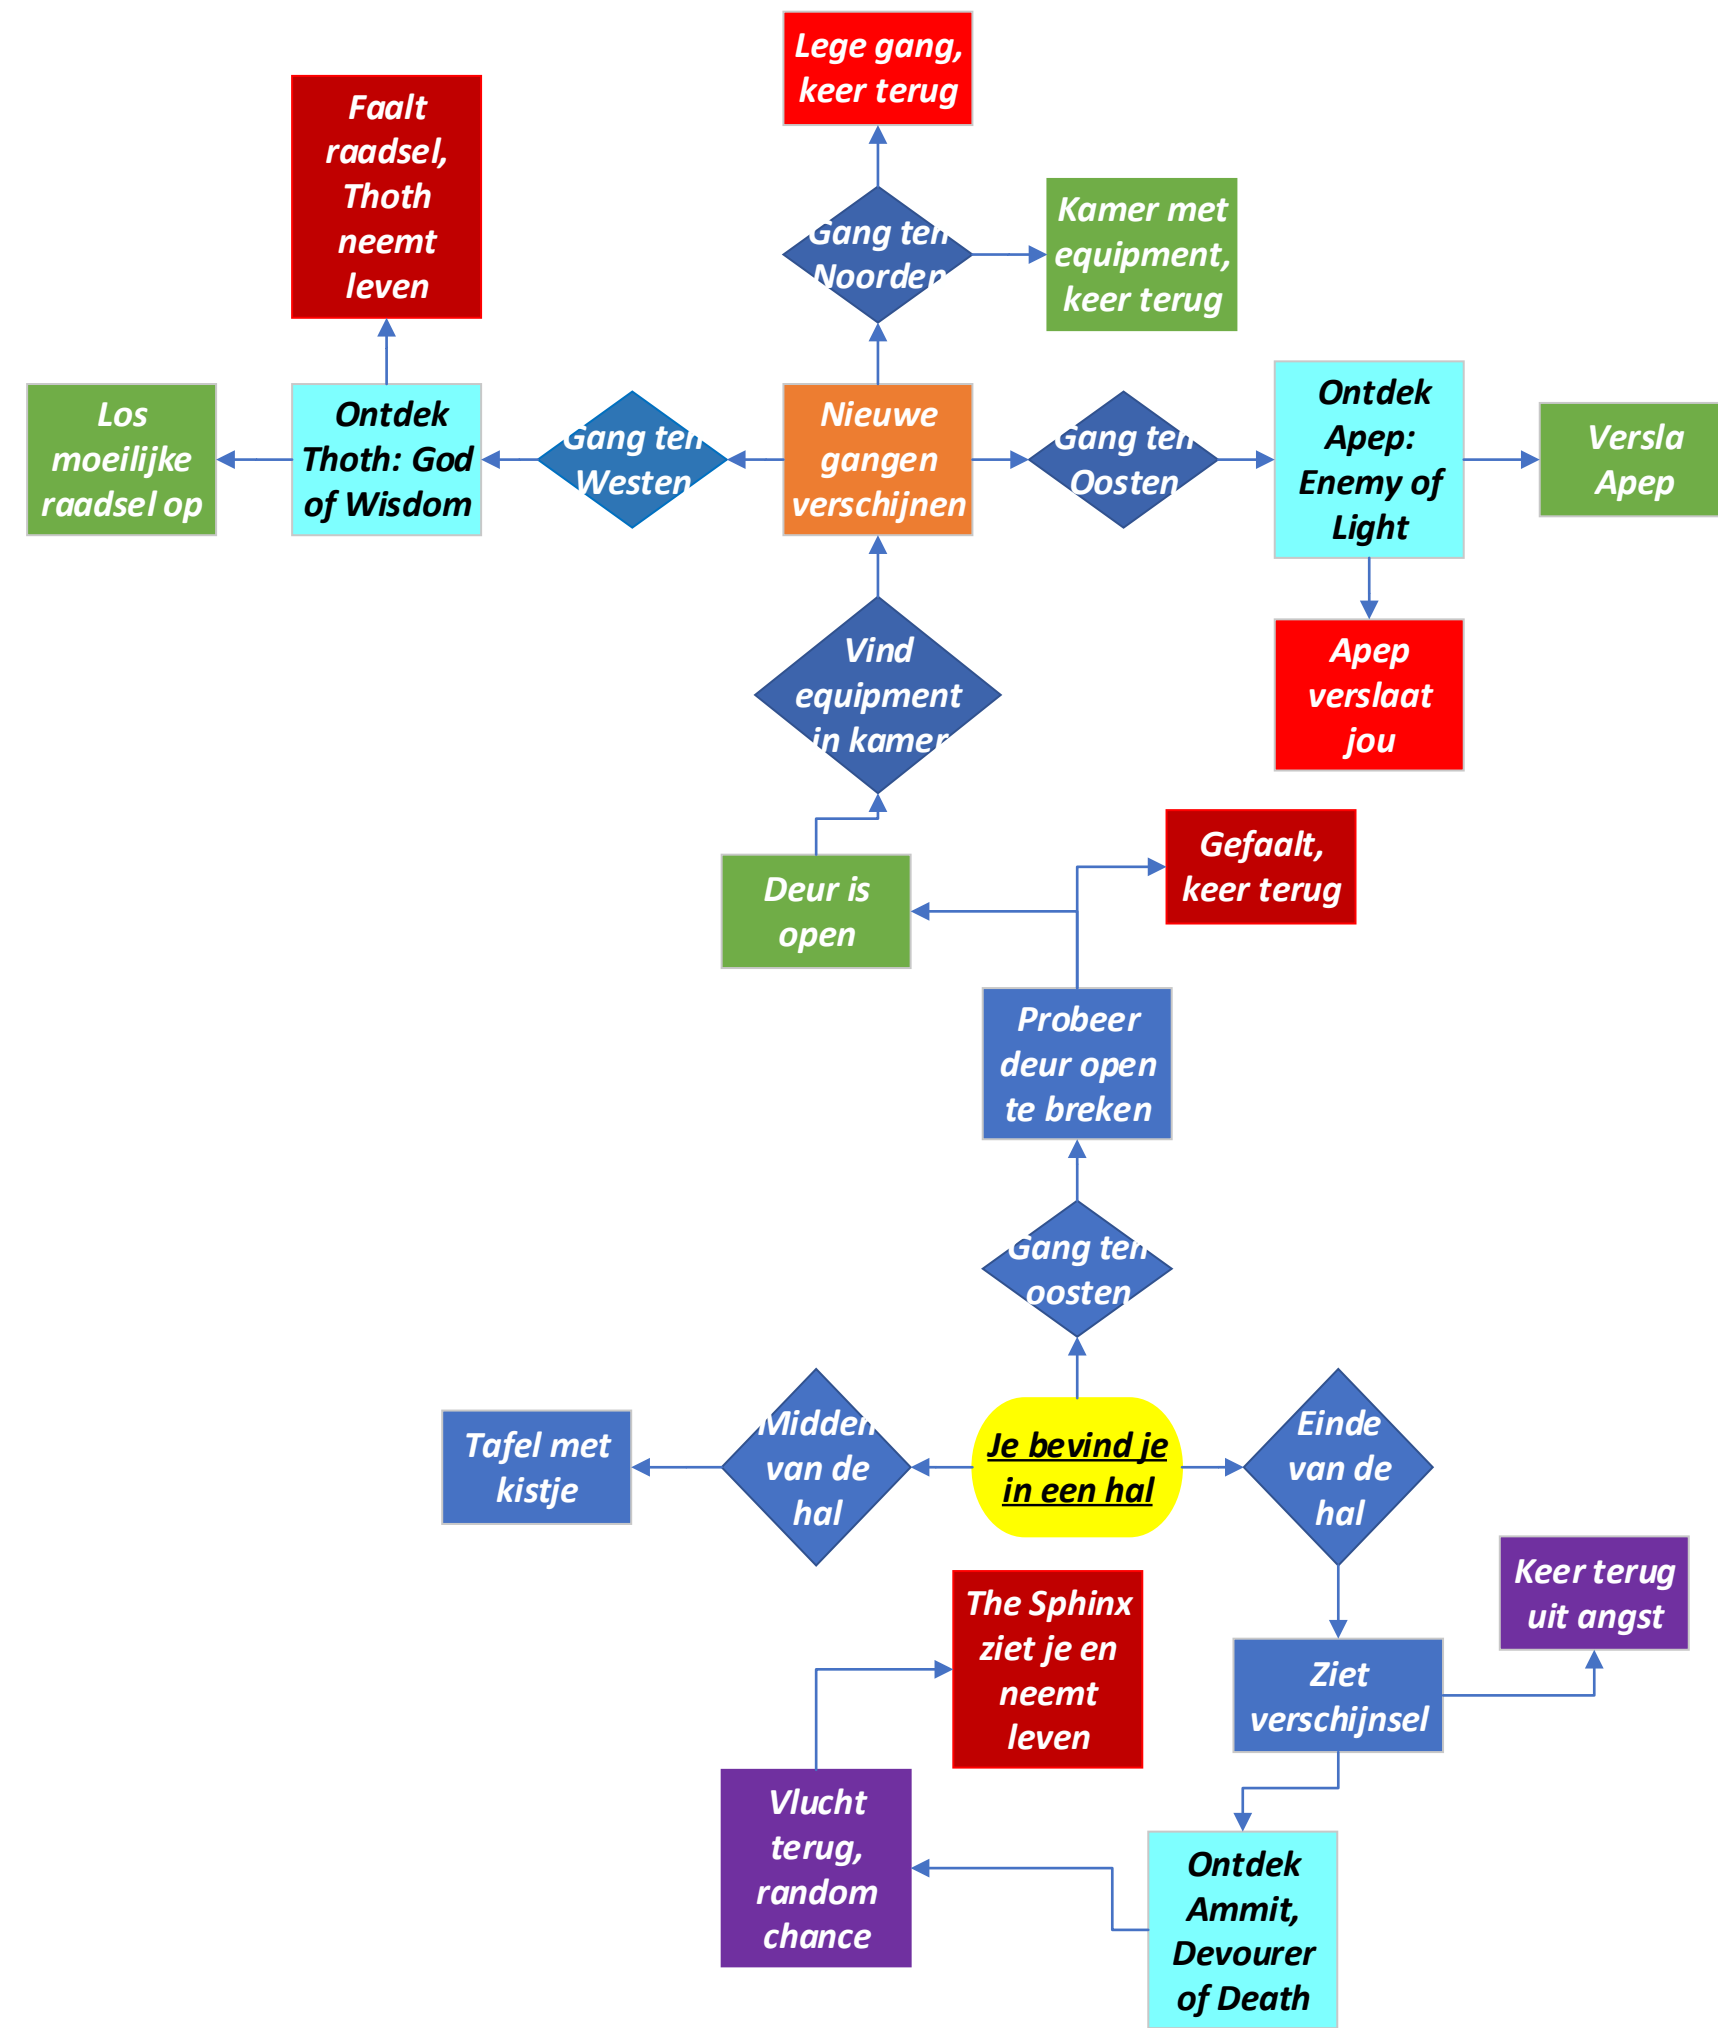 Lege gang,
keer terug
Faalt
raadsel,
Thoth
neemt
leven
Gang ten
Noorden
Kamer met
equipment,
keer terug
Los
moeilijke
raadsel op
Ontdek
Thoth: God
of Wisdom
Gang ten
Westen
Nieuwe
gangen
verschijnen
Gang ten
Oosten
Ontdek
Apep:
Enemy of
Light
Versla
Apep
Vind
equipment
in kamer
Apep
verslaat
jou
Deur is
open
Gefaalt,
keer terug
Probeer
deur open
te breken
Gang ten
oosten
Tafel met
kistje
Midden
van de
hal
Je bevind je
in een hal
Einde
van de
hal
The Sphinx
ziet je en
neemt
leven
Keer terug
uit angst
Ziet
verschijnsel
Vlucht
terug,
random
chance
Ontdek
Ammit,
Devourer
of Death